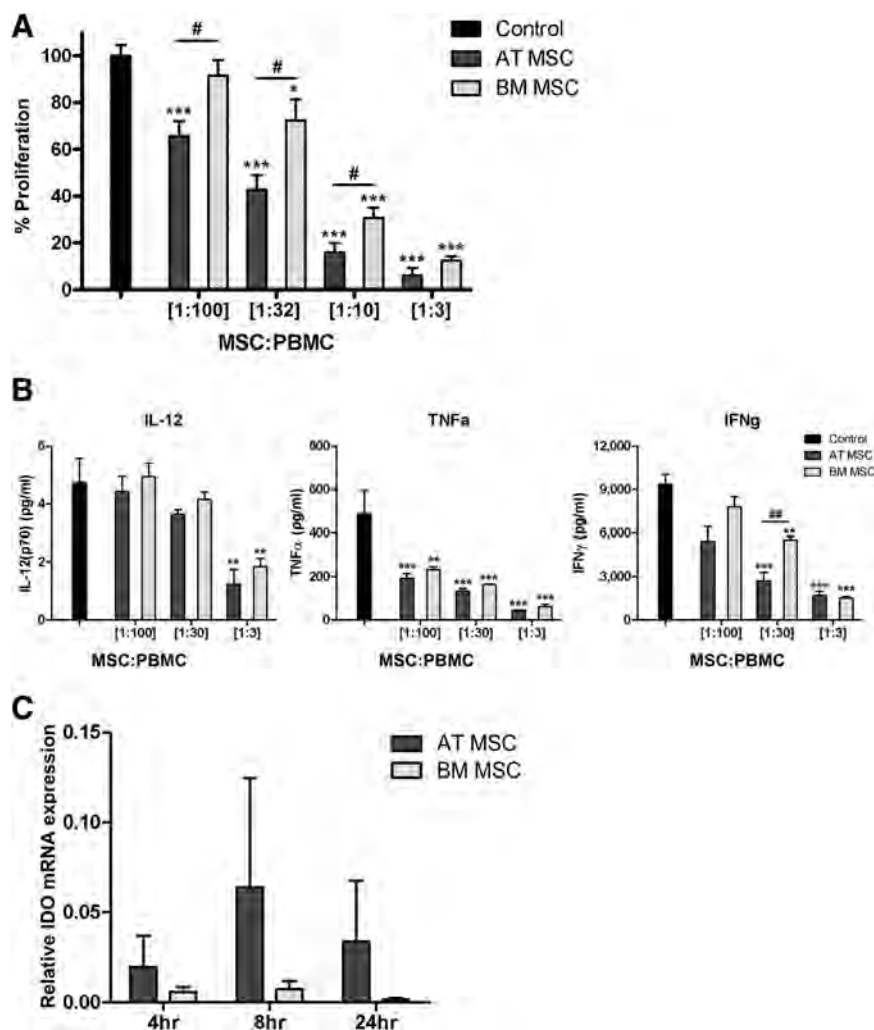 A
Control
AT MSC
BM MSC
% Proliferation
100
80
60
40
20
0
#
#
#
***
***
*
***
***
***
***
[1:100] [1:32] [1:10] [1:3]
MSC:PBMC
B
IL-12
IL-12(p70) (pg/ml)
6
4
2
0
** **
[1:100] [1:30] [1:3]
MSC:PBMC
TNFa
TNFα (pg/ml)
800
600
400
200
0
*** ** *** *** *** ***
[1:100] [1:30] [1:3]
MSC:PBMC
IFNg
IFNγ (pg/ml)
12,000
9,000
6,000
3,000
0
##
*** ** *** ***
[1:100] [1:30] [1:3]
MSC:PBMC
Control
AT MSC
BM MSC
C
AT MSC
BM MSC
Relative IDO mRNA expression
0.15
0.10
0.05
0.00
4hr 8hr 24hr